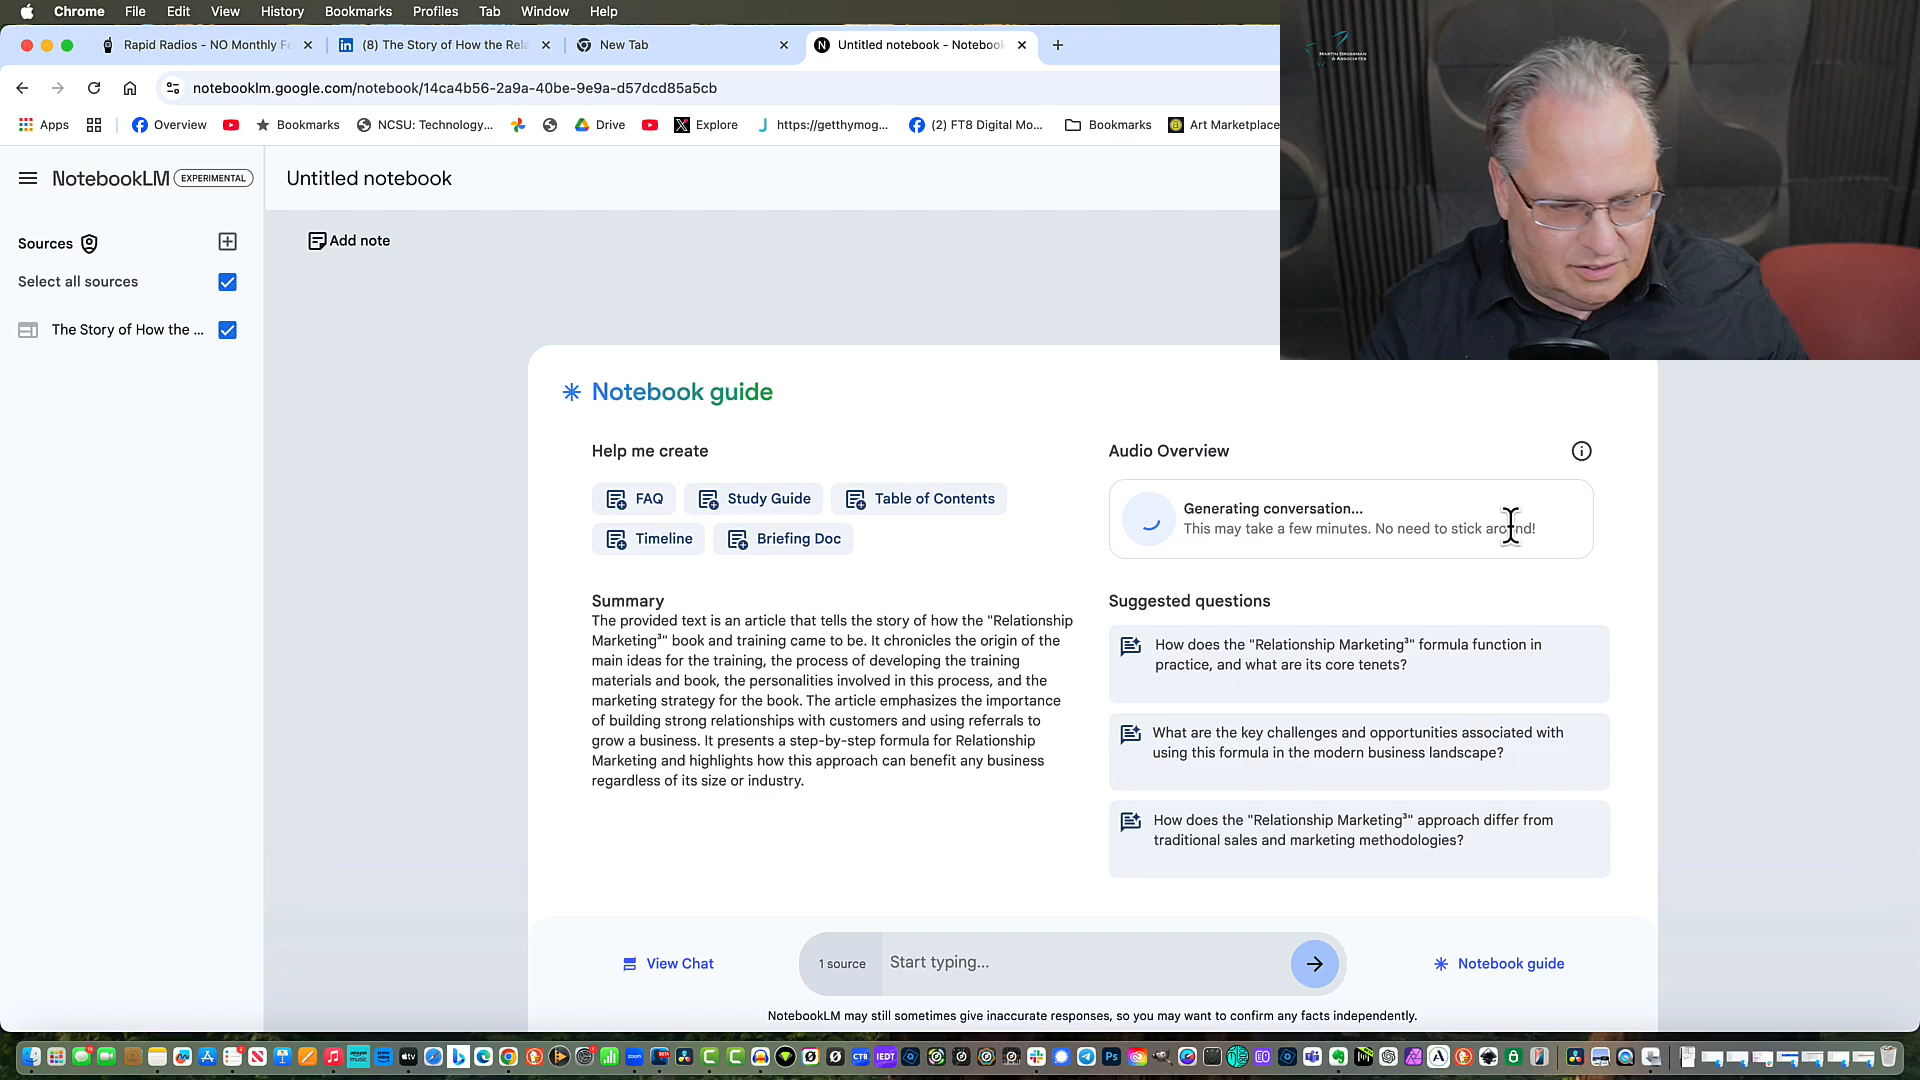 Chrome File Edit View History Bookmarks Profiles Tab Window Help
Rapid Radios - NO Monthly Fe
(8) The Story of How the Rela
New Tab
Untitled notebook - Notebook
notebooklm.google.com/notebook/14ca4b56-2a9a-40be-9e9a-d57dcd85a5cb
Apps Overview Bookmarks NCSU: Technology... Drive Explore https://getthymog... (2) FT8 Digital Mo... Bookmarks Art Marketplace
MARTIN BROSSMAN
& ASSOCIATES
NotebookLM EXPERIMENTAL
Untitled notebook
Sources
Select all sources
The Story of How the ...
Add note
Notebook guide
Help me create
FAQ Study Guide Table of Contents
Timeline Briefing Doc
Audio Overview
Generating conversation...
This may take a few minutes. No need to stick around!
Summary
The provided text is an article that tells the story of how the "Relationship
Marketing³" book and training came to be. It chronicles the origin of the
main ideas for the training, the process of developing the training
materials and book, the personalities involved in this process, and the
marketing strategy for the book. The article emphasizes the importance
of building strong relationships with customers and using referrals to
grow a business. It presents a step-by-step formula for Relationship
Marketing and highlights how this approach can benefit any business
regardless of its size or industry.
Suggested questions
How does the "Relationship Marketing³" formula function in
practice, and what are its core tenets?
What are the key challenges and opportunities associated with
using this formula in the modern business landscape?
How does the "Relationship Marketing³" approach differ from
traditional sales and marketing methodologies?
View Chat
1 source
Start typing...
Notebook guide
NotebookLM may still sometimes give inaccurate responses, so you may want to confirm any facts independently.